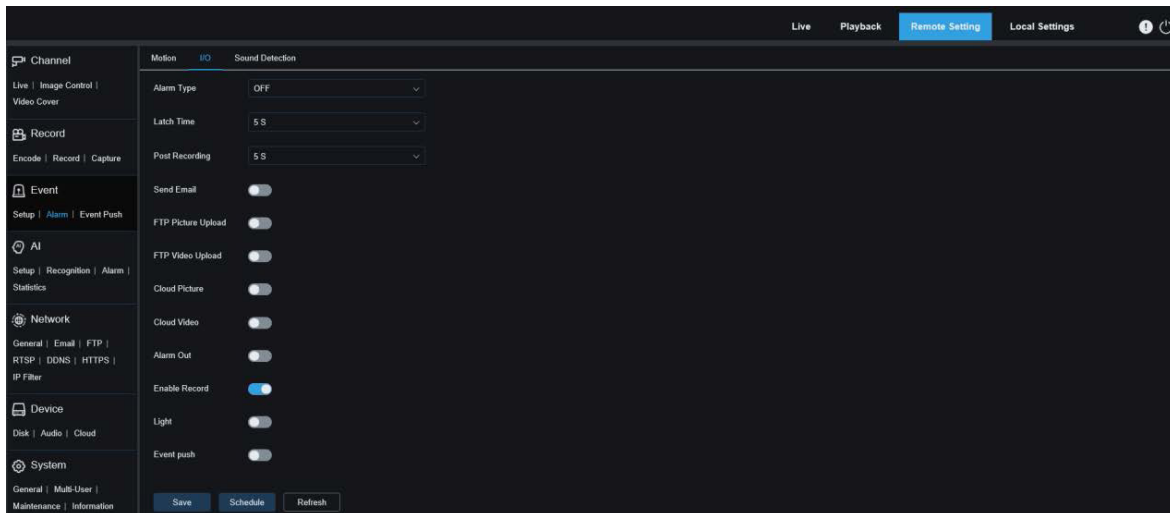 Live Playback Remote Setting Local Settings
Channel
Live | Image Control |
Video Cover
Record
Encode | Record | Capture
Event
Setup | Alarm | Event Push
AI
Setup | Recognition | Alarm |
Statistics
Network
General | Email | FTP |
RTSP | DDNS | HTTPS |
IP Filter
Device
Disk | Audio | Cloud
System
General | Multi-User |
Maintenance | Information
Motion I/O Sound Detection
Alarm Type OFF
Latch Time 5 S
Post Recording 5 S
Send Email
FTP Picture Upload
FTP Video Upload
Cloud Picture
Cloud Video
Alarm Out
Enable Record
Light
Event push
Save Schedule Refresh